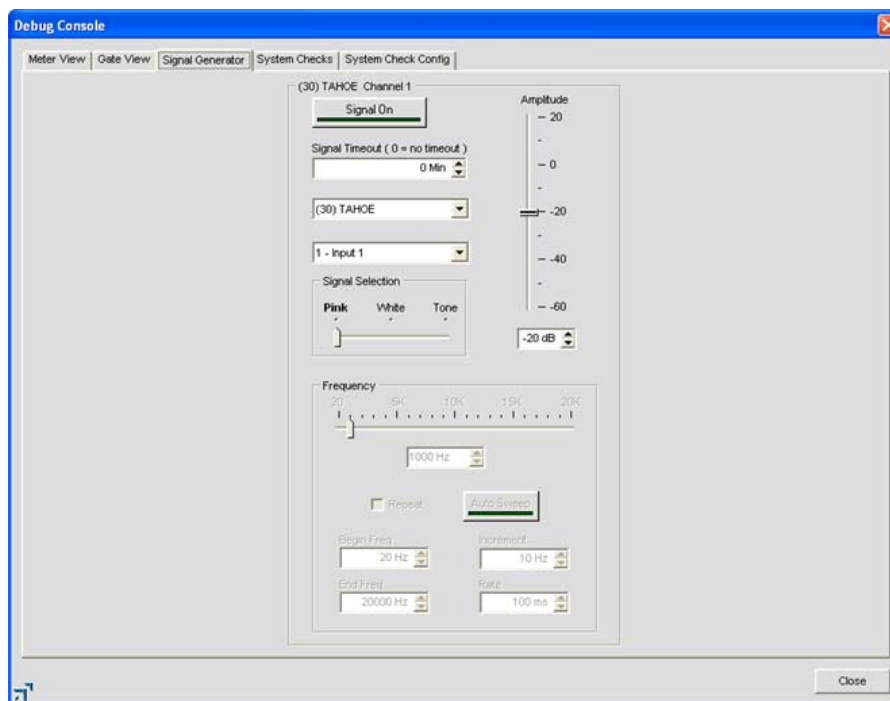 Debug Console
Meter View Gate View Signal Generator System Checks System Check Config
(30) TAHOE Channel 1
Signal On
Signal Timeout ( 0 = no timeout )
0 Min
(30) TAHOE
1 - Input 1
Signal Selection
Pink White Tone
Amplitude
20
0
-20
-40
-60
-20 dB
Frequency
20 5K 10K 15K 20K
1000 Hz
Repeat Auto Sweep
Begin Freq Increment
20 Hz 10 Hz
End Freq Rate
20000 Hz 100 ms
Close